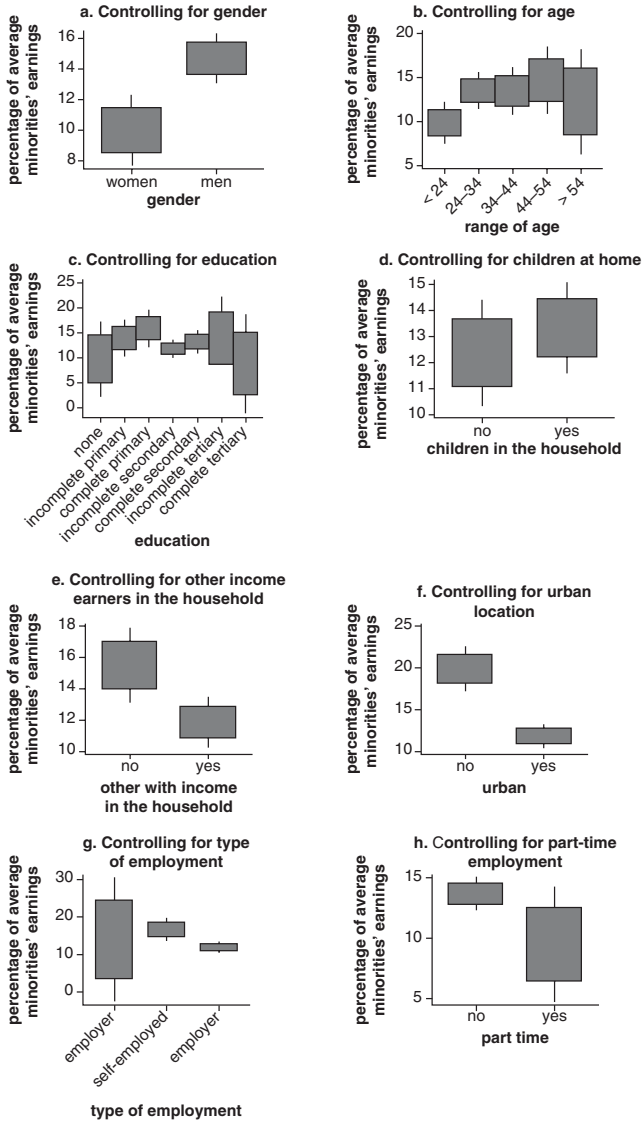 a. Controlling for gender
percentage of average
minorities' earnings
16
14
12
10
8
women men
gender
b. Controlling for age
percentage of average
minorities' earnings
20
15
10
5
< 24 24–34 34–44 44–54 > 54
range of age
c. Controlling for education
percentage of average
minorities' earnings
25
20
15
10
5
0
none
incomplete primary
complete primary
incomplete secondary
complete secondary
incomplete tertiary
complete tertiary
education
d. Controlling for children at home
percentage of average
minorities' earnings
15
14
13
12
11
10
no yes
children in the household
e. Controlling for other income
earners in the household
percentage of average
minorities' earnings
18
16
14
12
10
no yes
other with income
in the household
f. Controlling for urban
location
percentage of average
minorities' earnings
25
20
15
10
no yes
urban
g. Controlling for type
of employment
percentage of average
minorities' earnings
30
20
10
0
employer
self-employed
employer
type of employment
h. Controlling for part-time
employment
percentage of average
minorities' earnings
15
10
5
no yes
part time